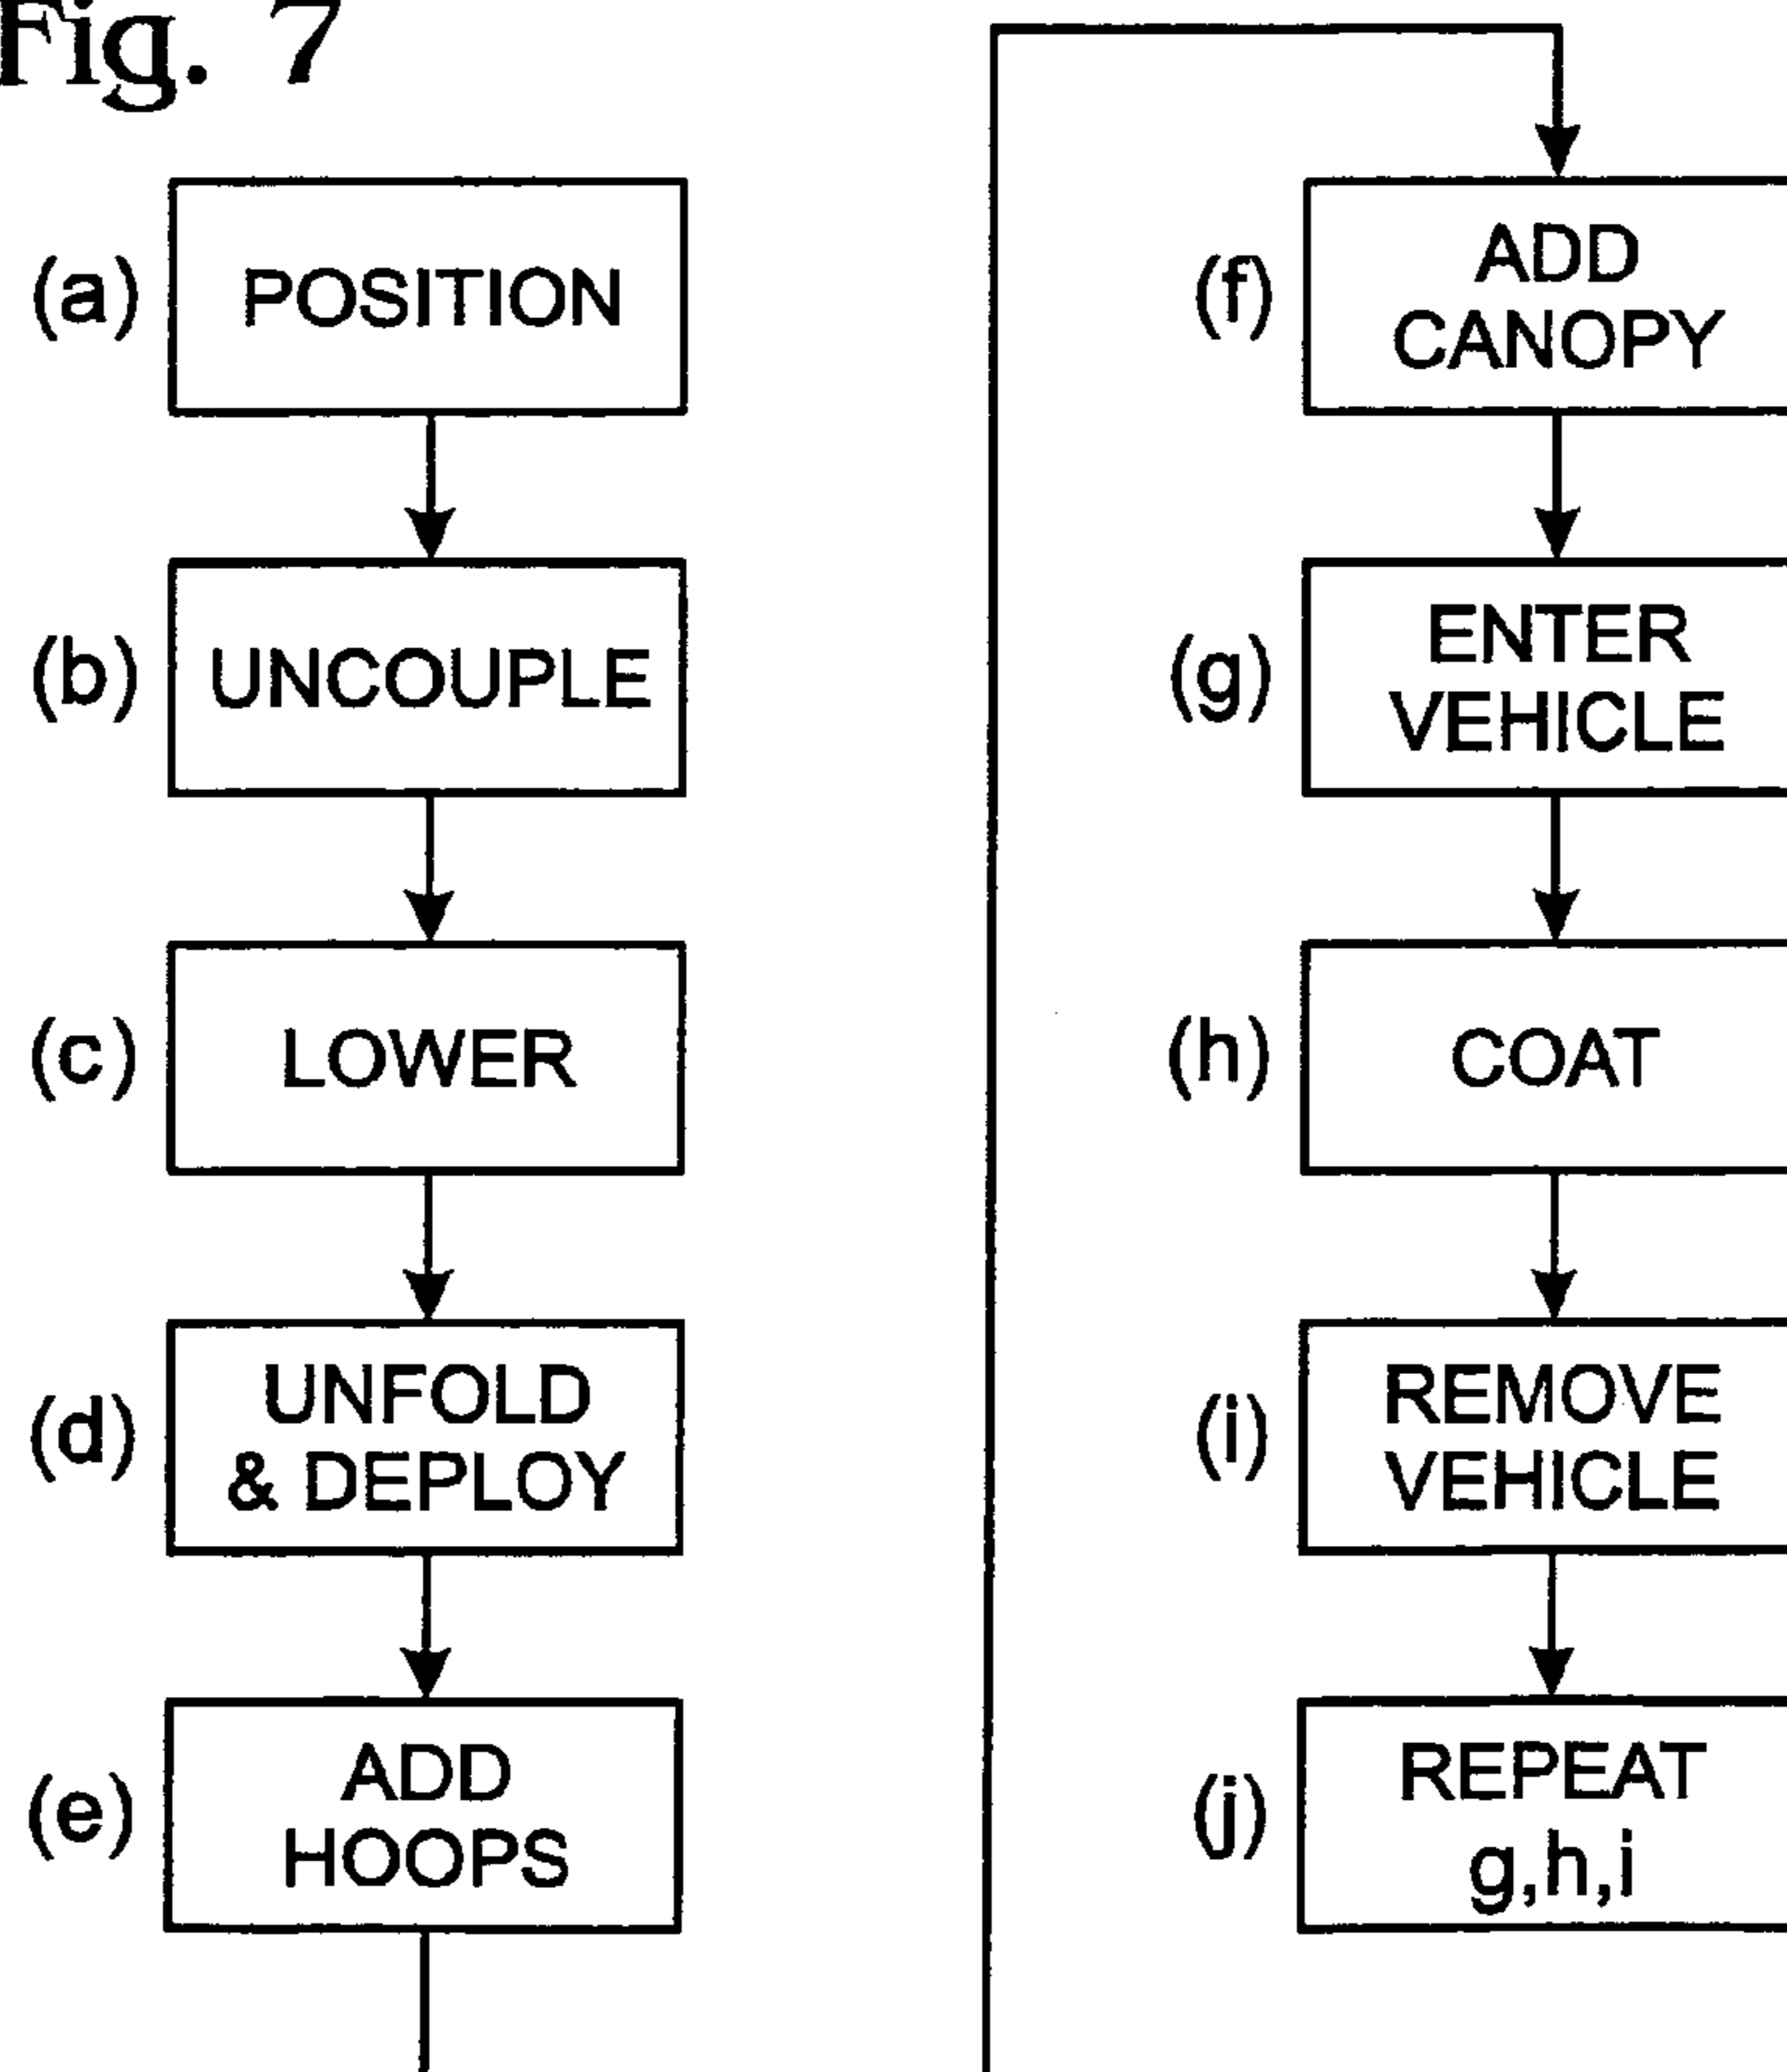 Fig. 7
(a) POSITION
(b) UNCOUPLE
(c) LOWER
(d) UNFOLD
& DEPLOY
(e) ADD
HOOPS
(f) ADD
CANOPY
(g) ENTER
VEHICLE
(h) COAT
(i) REMOVE
VEHICLE
(j) REPEAT
g,h,i